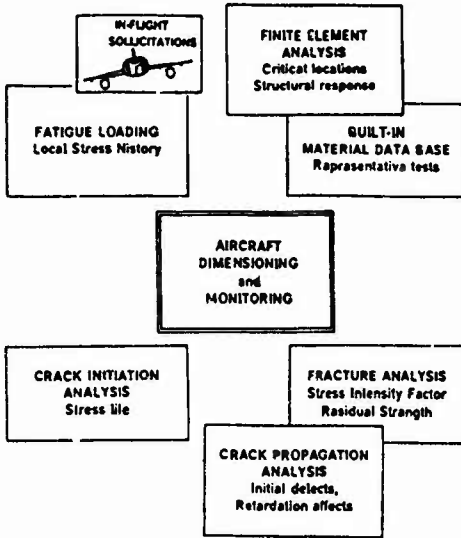 IN-FLIGHT
SOLLICITATIONS
FINITE ELEMENT
ANALYSIS
Critical locations
Structural response
FATIGUE LOADING
Local Stress Nistory
BUILT-IN
MATERIAL DATA BASE
Raprasentativa tests
AIRCRAFT
DIMENSIONING
and
MONITORING
CRACK INITIATION
ANALYSIS
Stress life
FRACTURE ANALYSIS
Stress Intensity Factor
Rasidual Strangth
CRACK PROPAGATION
ANALYSIS
Initial defects,
Retardation affects